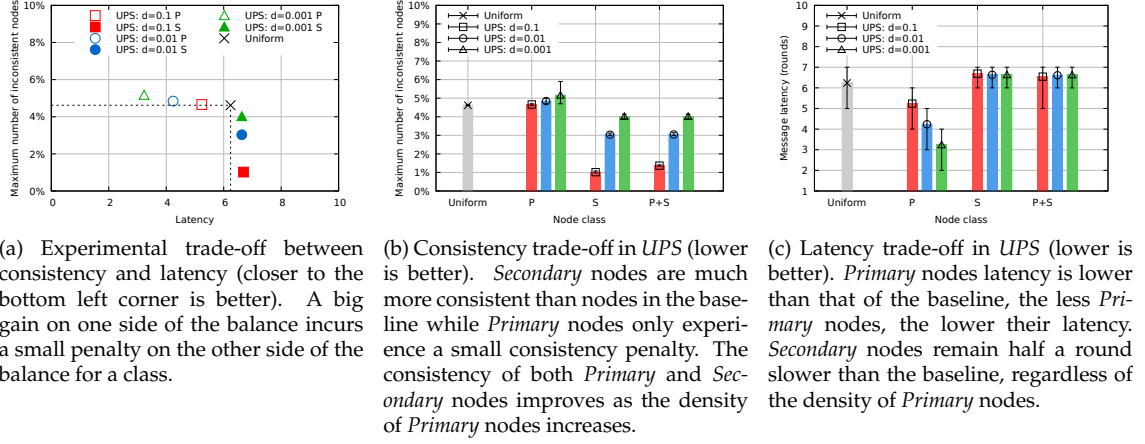 Maximum number of inconsistent nodes
10%
8%
6%
4%
2%
0%
0 2 4 6 8 10
Latency
UPS: d=0.1 P
UPS: d=0.1 S
UPS: d=0.01 P
UPS: d=0.01 S
UPS: d=0.001 P
UPS: d=0.001 S
Uniform
(a) Experimental trade-off between
consistency and latency (closer to the
bottom left corner is better). A big
gain on one side of the balance incurs
a small penalty on the other side of the
balance for a class.
Maximum number of inconsistent nodes
10%
9%
8%
7%
6%
5%
4%
3%
2%
1%
0%
Uniform
UPS: d=0.1
UPS: d=0.01
UPS: d=0.001
Uniform P S P+S
Node class
(b) Consistency trade-off in UPS (lower
is better). Secondary nodes are much
more consistent than nodes in the base-
line while Primary nodes only experi-
ence a small consistency penalty. The
consistency of both Primary and Sec-
ondary nodes improves as the density
of Primary nodes increases.
Message latency (rounds)
10
9
8
7
6
5
4
3
2
1
Uniform
UPS: d=0.1
UPS: d=0.01
UPS: d=0.001
Uniform P S P+S
Node class
(c) Latency trade-off in UPS (lower is
better). Primary nodes latency is lower
than that of the baseline, the less Pri-
mary nodes, the lower their latency.
Secondary nodes remain half a round
slower than the baseline, regardless of
the density of Primary nodes.